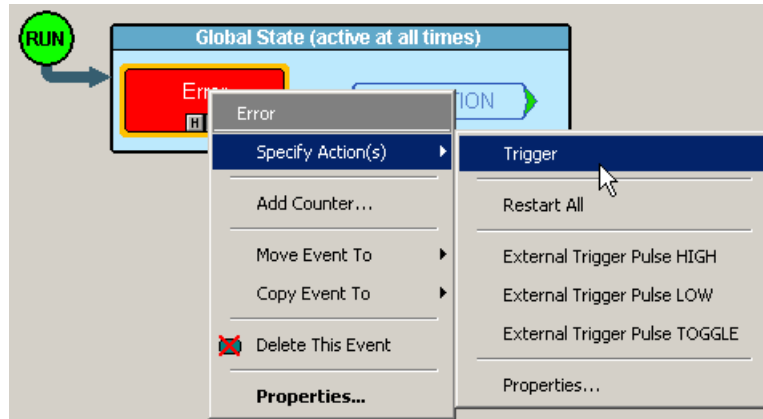 RUN
Global State (active at all times)
H
Error
Specify Action(s)
Add Counter...
Move Event To
Copy Event To
Delete This Event
Properties...
Trigger
Restart All
External Trigger Pulse HIGH
External Trigger Pulse LOW
External Trigger Pulse TOGGLE
Properties...